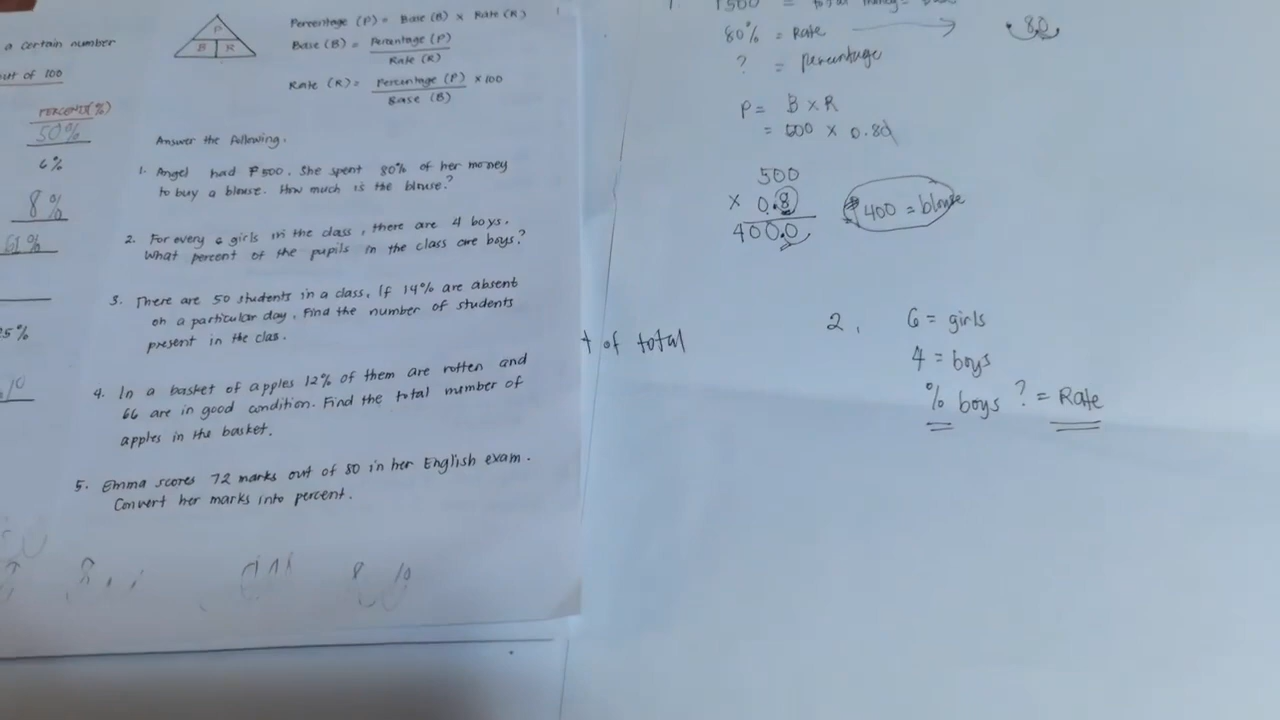 a certain number
out of 100
PERCENT(%)
50%
6%
8%
61%
P
B R
Percentage (P) = Base (B) × Rate (R)
Base (B) = Percentage (P)
Rate (R)
Rate (R) = Percentage (P) × 100
Base (B)
Answer the following.
1. Angel had ₱500. She spent 80% of her money
to buy a blouse. How much is the blouse?
2. For every 6 girls in the class, there are 4 boys.
What percent of the pupils in the class are boys?
3. There are 50 students in a class. If 14% are absent
on a particular day. Find the number of students
present in the clas.
4. In a basket of apples 12% of them are rotten and
66 are in good condition. Find the total number of
apples in the basket.
5. Emma scores 72 marks out of 80 in her English exam.
Convert her marks into percent.
of total
80% = Rate
80
? = percentage
P = B × R
= 500 × 0.80
500
× 0.8
400.0
400 = blouse
2. 6 = girls
4 = boys
% boys ? = Rate